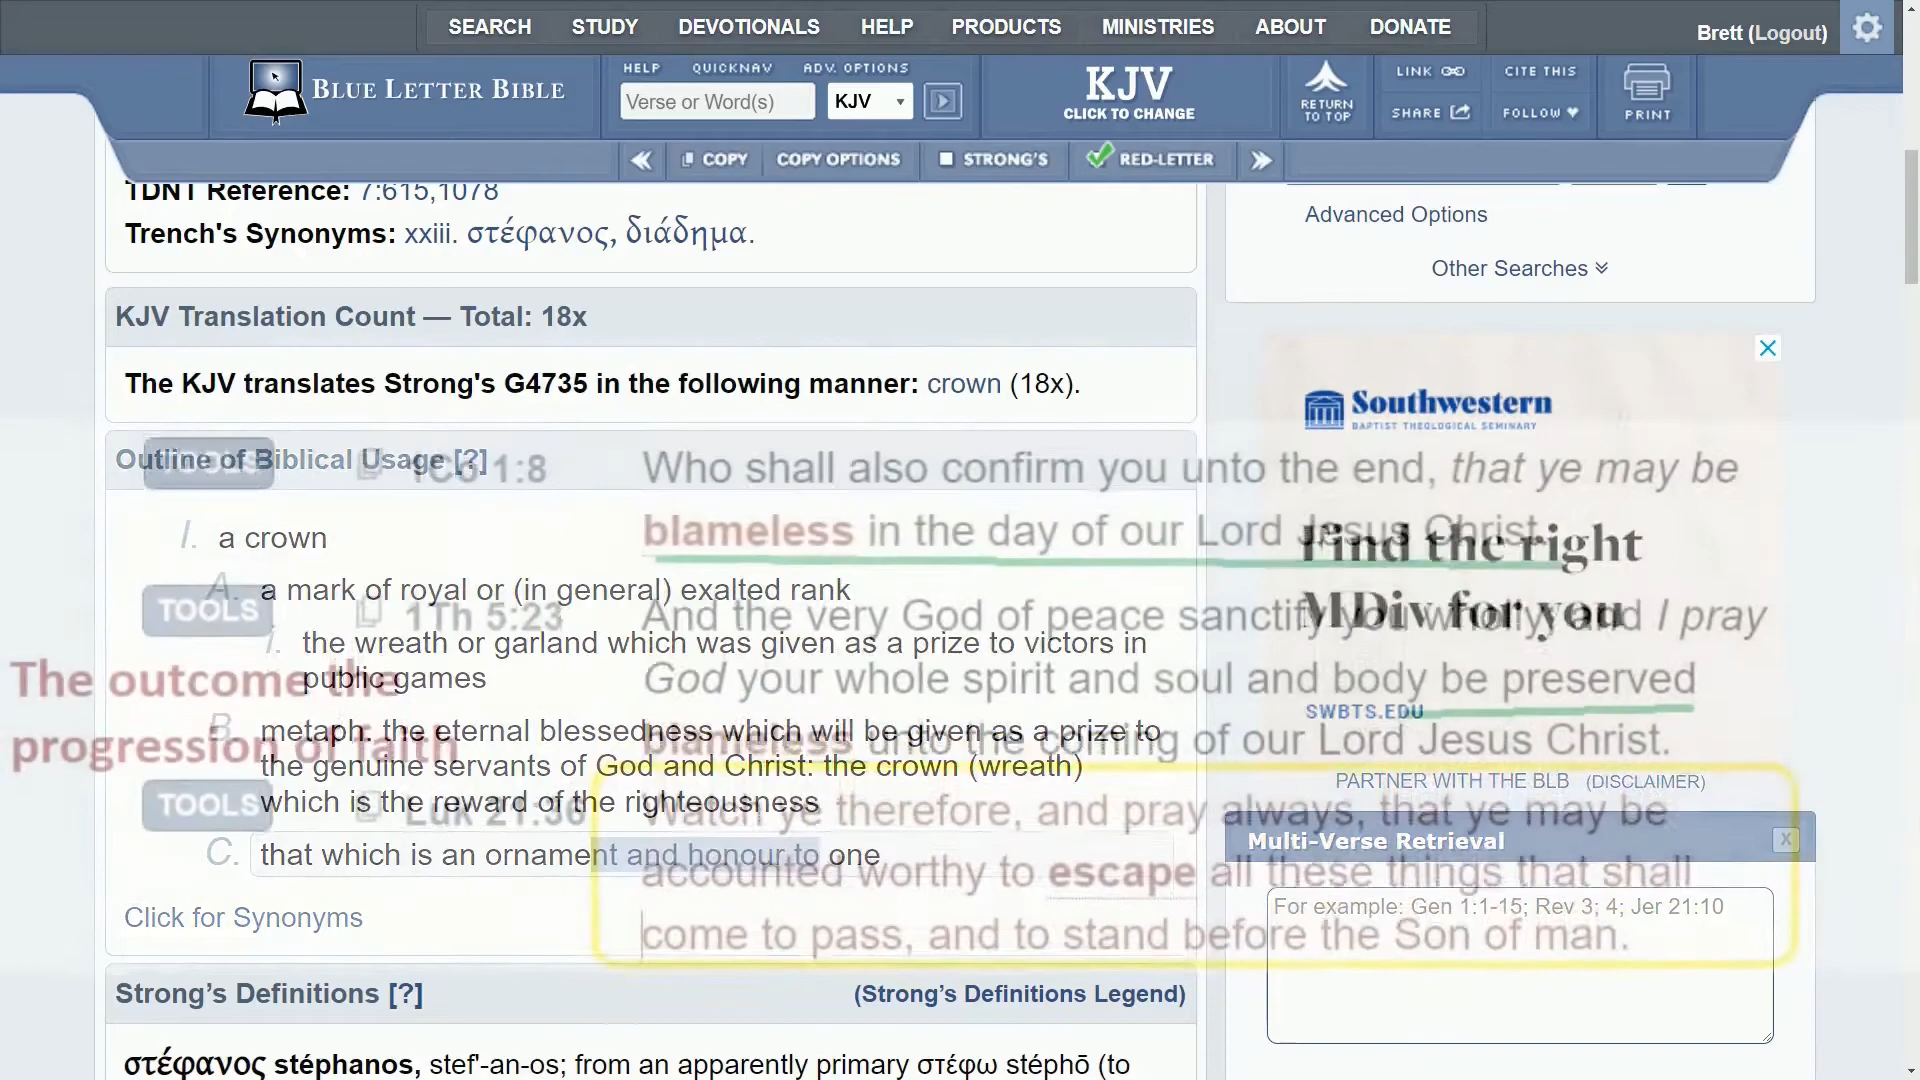 SEARCH STUDY DEVOTIONALS HELP PRODUCTS MINISTRIES ABOUT DONATE
Brett (Logout)
BLUE LETTER BIBLE
HELP QUICKNAV ADV. OPTIONS
Verse or Word(s) KJV
KJV
CLICK TO CHANGE
RETURN
TO TOP
LINK CITE THIS
SHARE FOLLOW
PRINT
COPY COPY OPTIONS STRONG'S RED-LETTER
TDNT Reference: 7:615,1078
Trench's Synonyms: xxiii. στέφανος, διάδημα.
KJV Translation Count — Total: 18x
The KJV translates Strong's G4735 in the following manner: crown (18x).
Outline of Biblical Usage [?]
I. a crown
A. a mark of royal or (in general) exalted rank
i. the wreath or garland which was given as a prize to victors in
public games
B. metaph. the eternal blessedness which will be given as a prize to
the genuine servants of God and Christ: the crown (wreath)
which is the reward of the righteousness
C. that which is an ornament and honour to one
Click for Synonyms
Strong's Definitions [?] (Strong's Definitions Legend)
στέφανος stéphanos, stef'-an-os; from an apparently primary στέφω stéphō (to
TOOLS 1Co 1:8 Who shall also confirm you unto the end, that ye may be
blameless in the day of our Lord Jesus Christ.
TOOLS 1Th 5:23 And the very God of peace sanctify you wholly; and I pray
God your whole spirit and soul and body be preserved
blameless unto the coming of our Lord Jesus Christ.
TOOLS Luk 21:36 Watch ye therefore, and pray always, that ye may be
accounted worthy to escape all these things that shall
come to pass, and to stand before the Son of man.
The outcome the
progression of faith
Advanced Options
Other Searches
Southwestern
BAPTIST THEOLOGICAL SEMINARY
Find the right
MDiv for you
SWBTS.EDU
PARTNER WITH THE BLB (DISCLAIMER)
Multi-Verse Retrieval X
For example: Gen 1:1-15; Rev 3; 4; Jer 21:10